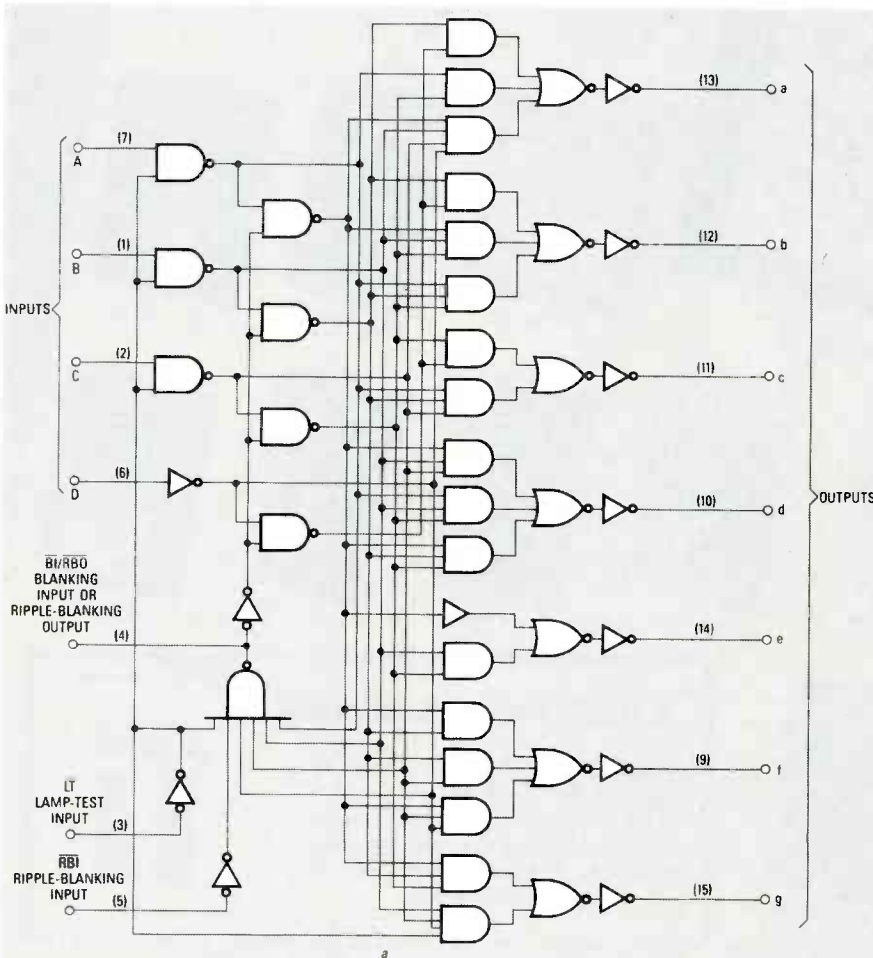 INPUTS
A
(7)
B
(1)
C
(2)
D
(6)
BI/RBO
BLANKING
INPUT OR
RIPPLE-BLANKING
OUTPUT
(4)
LT
LAMP-TEST
INPUT
(3)
RBI
RIPPLE-BLANKING
INPUT
(5)
(13)
a
(12)
b
(11)
c
(10)
d
(14)
e
(9)
f
(15)
g
OUTPUTS
a